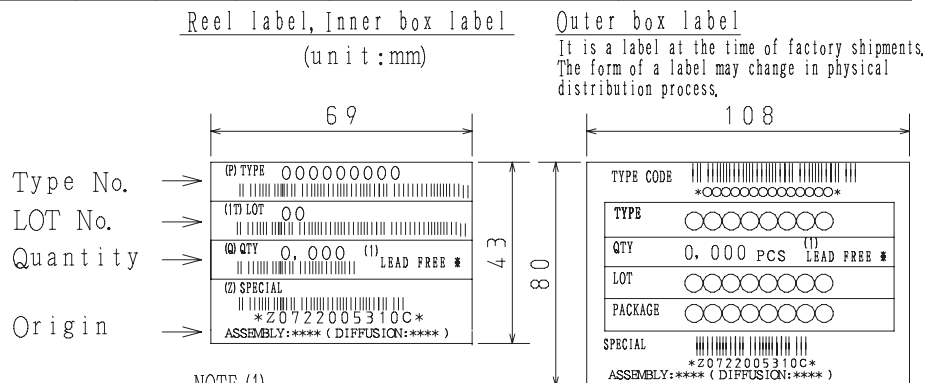 Reel label, Inner box label
(unit:mm)
Outer box label
It is a label at the time of factory shipments.
The form of a label may change in physical
distribution process.
69
108
Type No.
LOT No.
Quantity
Origin
(P) TYPE OOOOOOOOO
(1T) LOT OO
(Q) QTY 0,000 (1) LEAD FREE *
(Z) SPECIAL
*Z0722005310C*
ASSEMBLY:**** (DIFFUSION:****)
43
80
TYPE CODE
*○○○○○○○○○○○○○○*
TYPE ○○○○○○○○
QTY 0,000 PCS (1) LEAD FREE *
LOT ○○○○○○○○
PACKAGE ○○○○○○○○
SPECIAL
*Z0722005310C*
ASSEMBLY:**** (DIFFUSION:****)
NOTE (1)